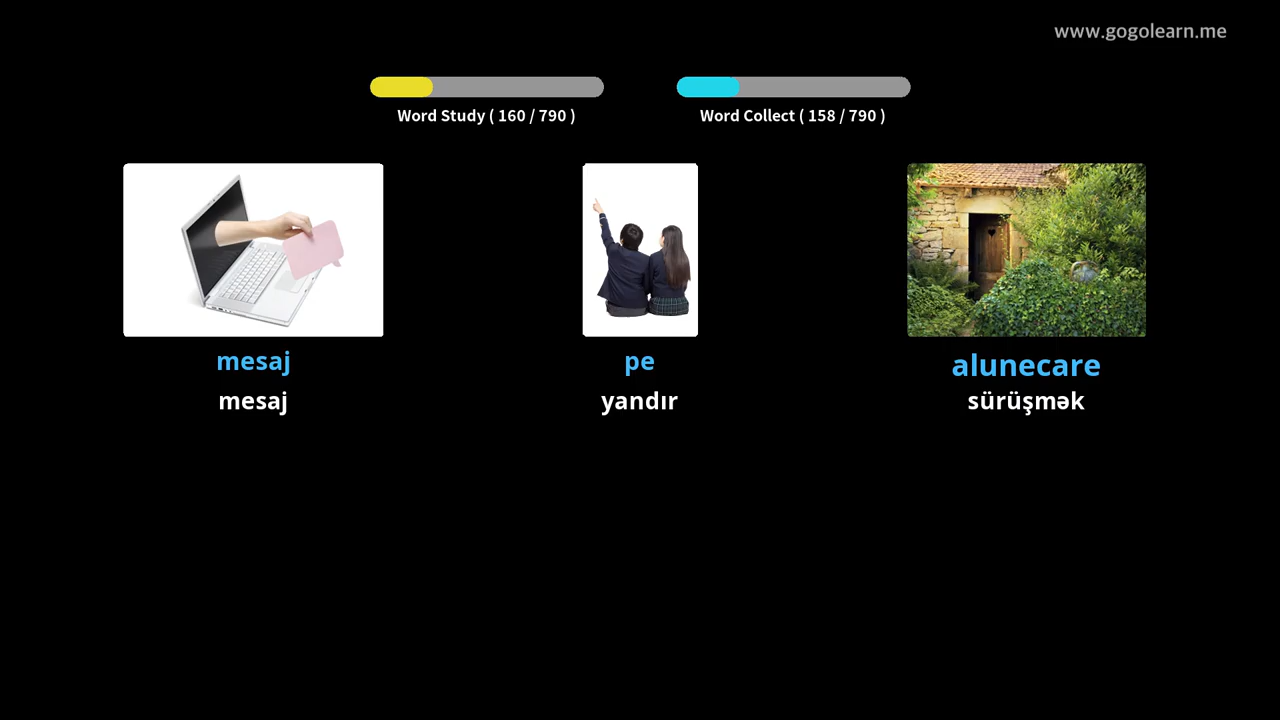 www.gogolearn.me
Word Study ( 160 / 790 )
Word Collect ( 158 / 790 )
mesaj
mesaj
pe
yandır
alunecare
sürüşmək